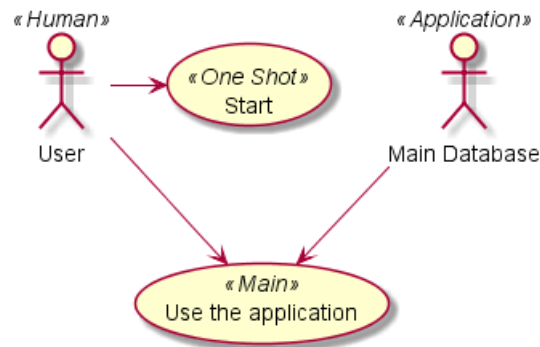 «Human»
«Application»
«One Shot»
Start
User
Main Database
«Main»
Use the application